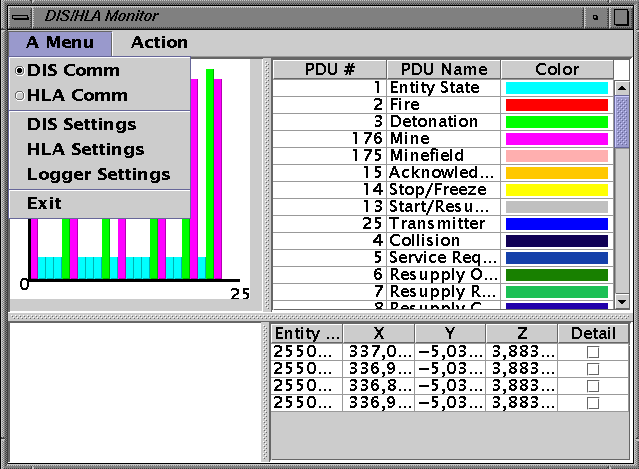 DIS/HLA Monitor
A Menu Action
DIS Comm
HLA Comm
DIS Settings
HLA Settings
Logger Settings
Exit
0
25
PDU # PDU Name Color
1 Entity State
2 Fire
3 Detonation
176 Mine
175 Minefield
15 Acknowled...
14 Stop/Freeze
13 Start/Resu...
25 Transmitter
4 Collision
5 Service Req...
6 Resupply O...
7 Resupply R...
8 Resupply C...
Entity ... X Y Z Detail
2550... 337,0... −5,03... 3,883...
2550... 336,9... −5,03... 3,883...
2550... 336,8... −5,03... 3,883...
2550... 336,9... −5,03... 3,883...